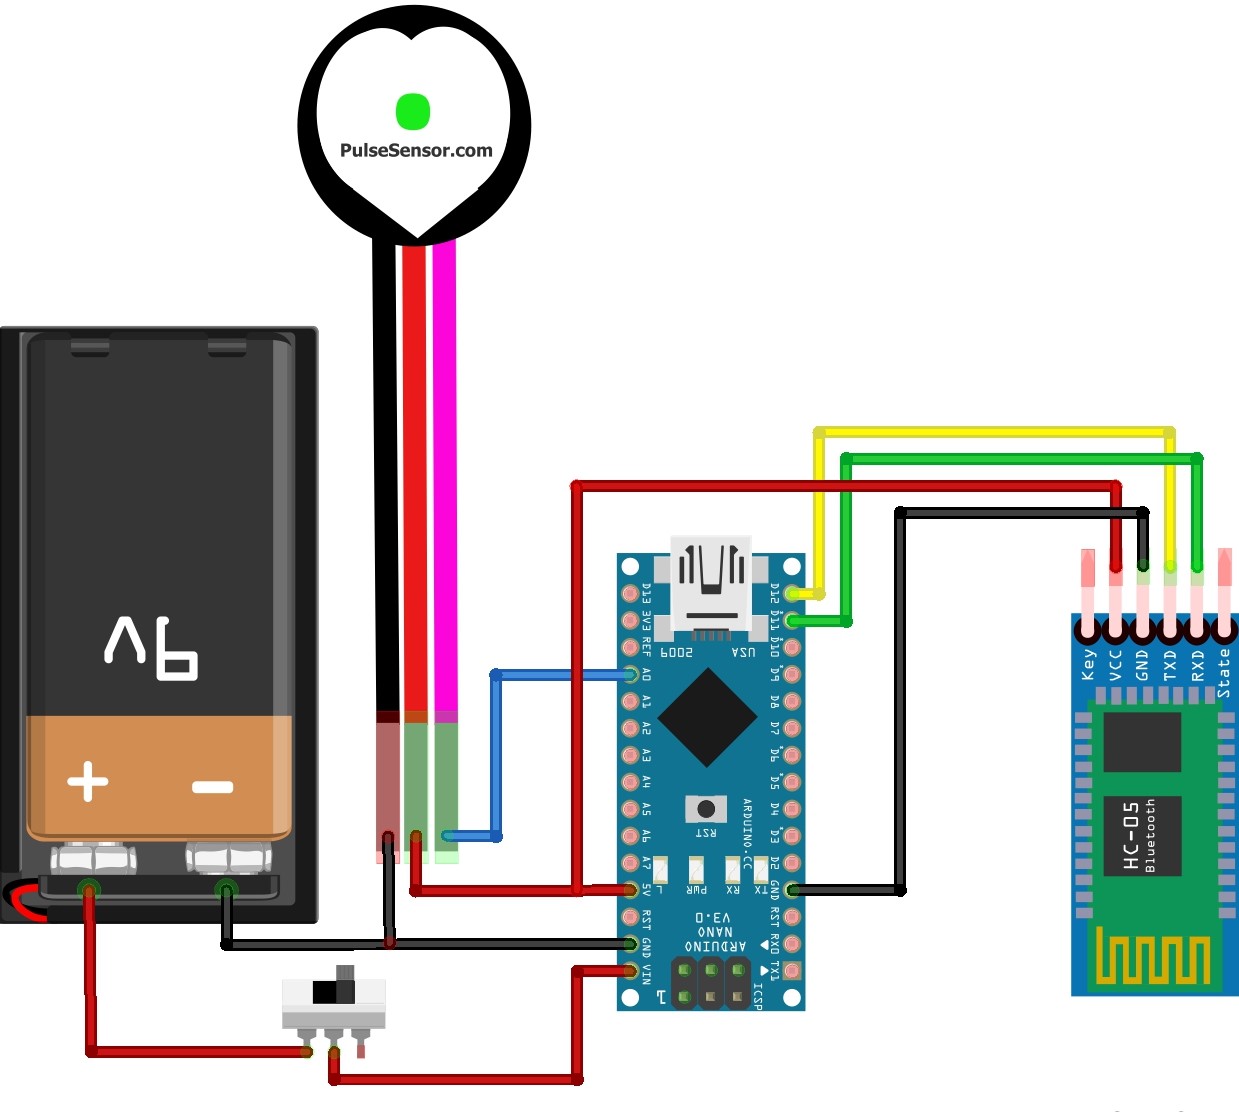 PulseSensor.com
9V
+ −
D13
3V3
REF
A0
A1
A2
A3
A4
A5
A6
A7
5V
RST
GND
VIN
D12
D11
D10
D9
D8
D7
D6
D5
D4
D3
D2
GND
RST
RX0
TX1
2009
USA
RST
ARDUINO.CC
L
PWR
RX
TX
ARDUINO
NANO
V3.0
1
ICSP
Key
VCC
GND
TXD
RXD
State
HC-05
Bluetooth